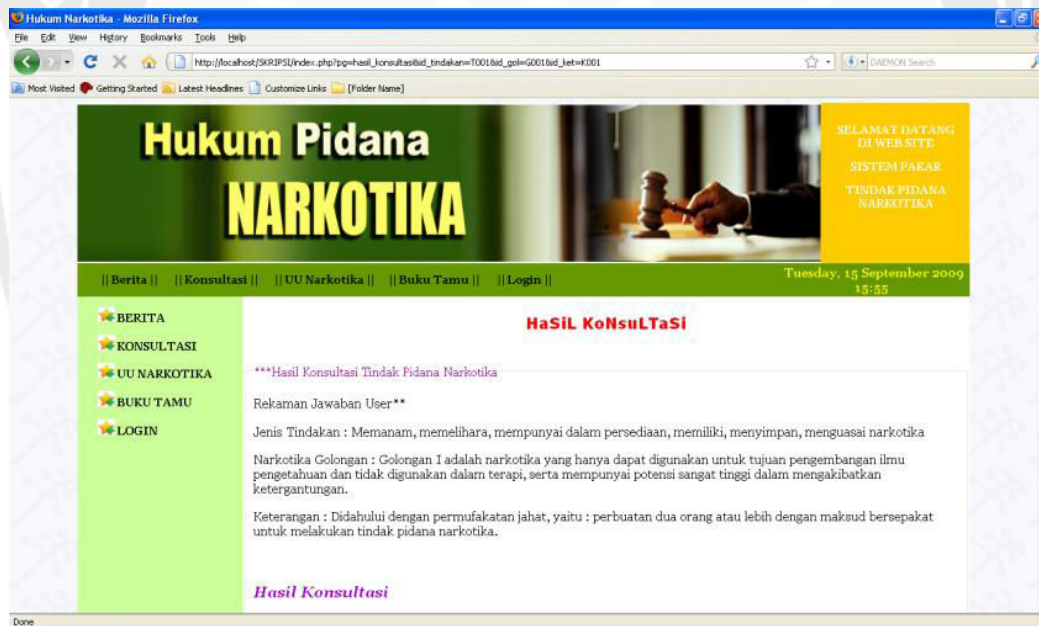 Hukum Narkotika - Mozilla Firefox
File Edit View History Bookmarks Tools Help
http://localhost/SKRIPSI/index.php?pg=hasil_konsultasi&id_tindakan=T001&id_gol=G001&id_ket=K001
DAEMON Search
Most Visited Getting Started Latest Headlines Customize Links [Folder Name]
Hukum Pidana
NARKOTIKA
SELAMAT DATANG
DI WEB SITE
SISTEM PAKAR
TINDAK PIDANA
NARKOTIKA
|| Berita || || Konsultasi || || UU Narkotika || || Buku Tamu || || Login ||
Tuesday, 15 September 2009
15:55
BERITA
KONSULTASI
UU NARKOTIKA
BUKU TAMU
LOGIN
HaSiL KoNsuLTaSi
***Hasil Konsultasi Tindak Pidana Narkotika
Rekaman Jawaban User**
Jenis Tindakan : Memanam, memelihara, mempunyai dalam persediaan, memiliki, menyimpan, menguasai narkotika
Narkotika Golongan : Golongan I adalah narkotika yang hanya dapat digunakan untuk tujuan pengembangan ilmu
pengetahuan dan tidak digunakan dalam terapi, serta mempunyai potensi sangat tinggi dalam mengakibatkan
ketergantungan.
Keterangan : Didahului dengan permufakatan jahat, yaitu : perbuatan dua orang atau lebih dengan maksud bersepakat
untuk melakukan tindak pidana narkotika.
Hasil Konsultasi
Done